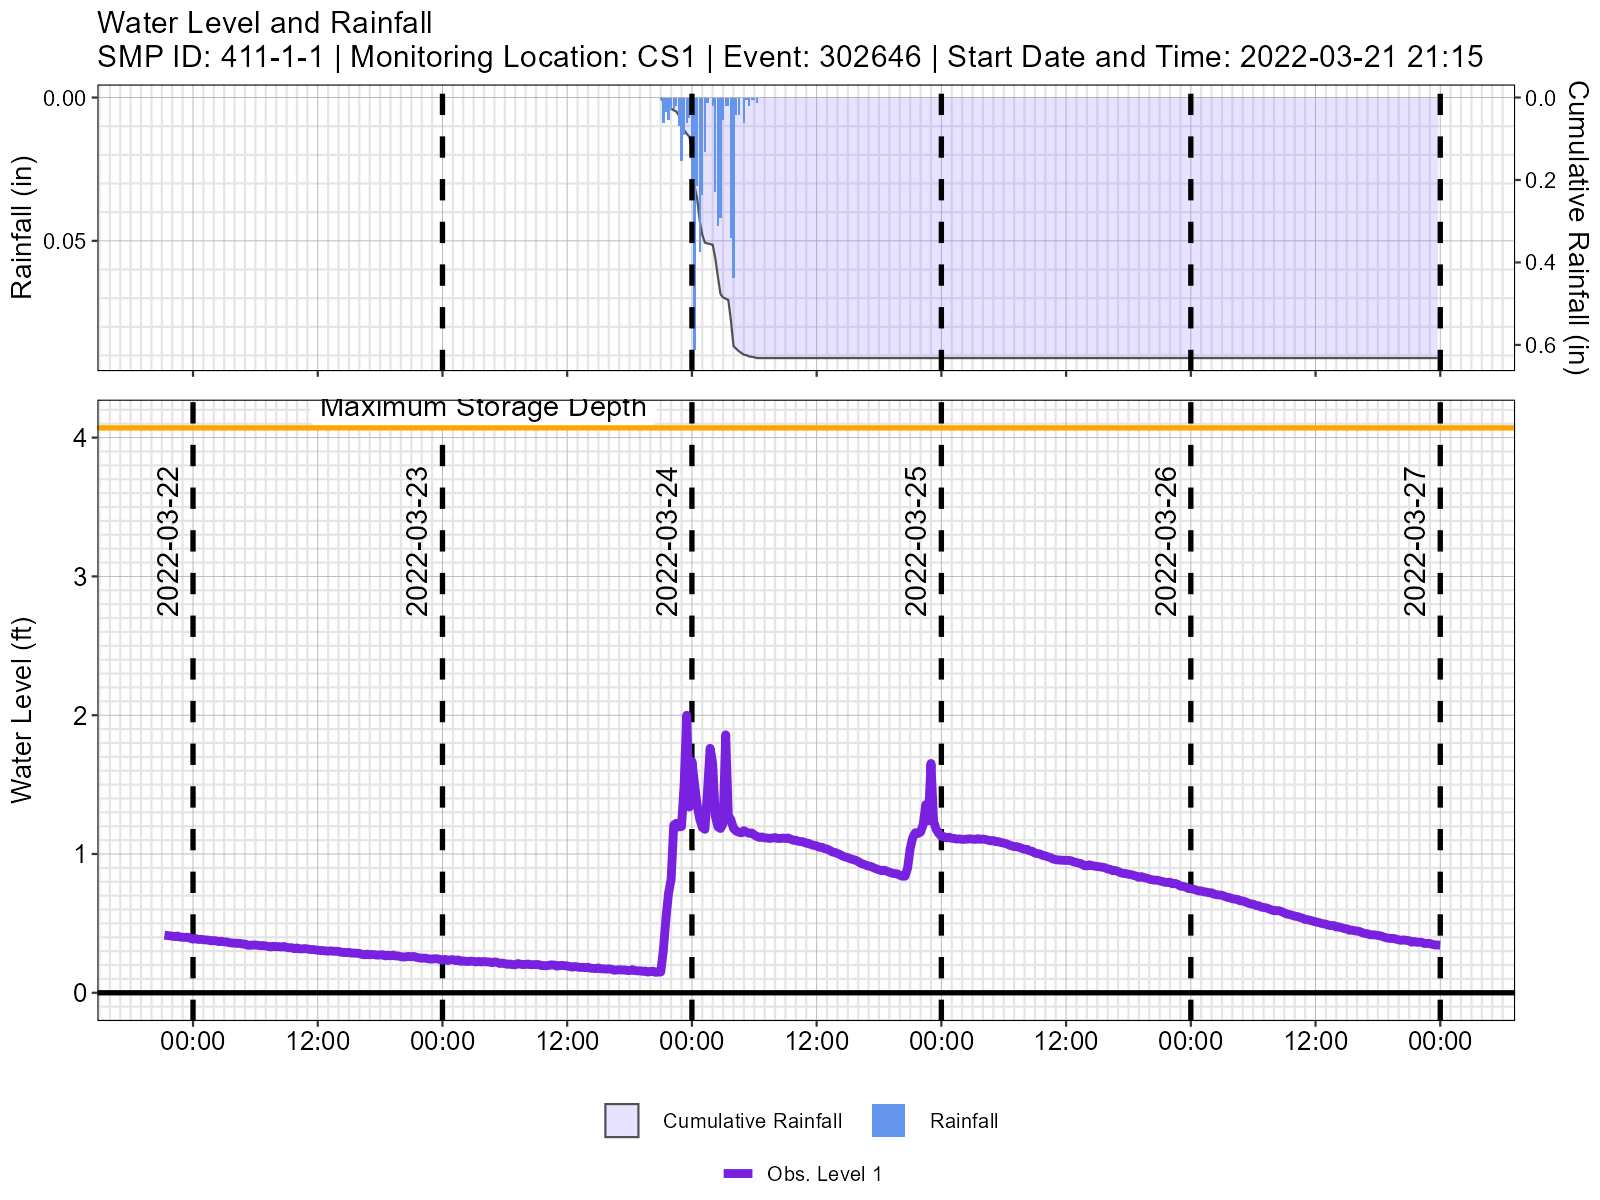 Water Level and Rainfall
SMP ID: 411-1-1 | Monitoring Location: CS1 | Event: 302646 | Start Date and Time: 2022-03-21 21:15
Rainfall (in)
0.00
0.05
0.0
0.2
0.4
0.6
Cumulative Rainfall (in)
Maximum Storage Depth
Water Level (ft)
4
3
2
1
0
2022-03-22
2022-03-23
2022-03-24
2022-03-25
2022-03-26
2022-03-27
00:00 12:00 00:00 12:00 00:00 12:00 00:00 12:00 00:00 12:00 00:00
Cumulative Rainfall
Rainfall
Obs. Level 1